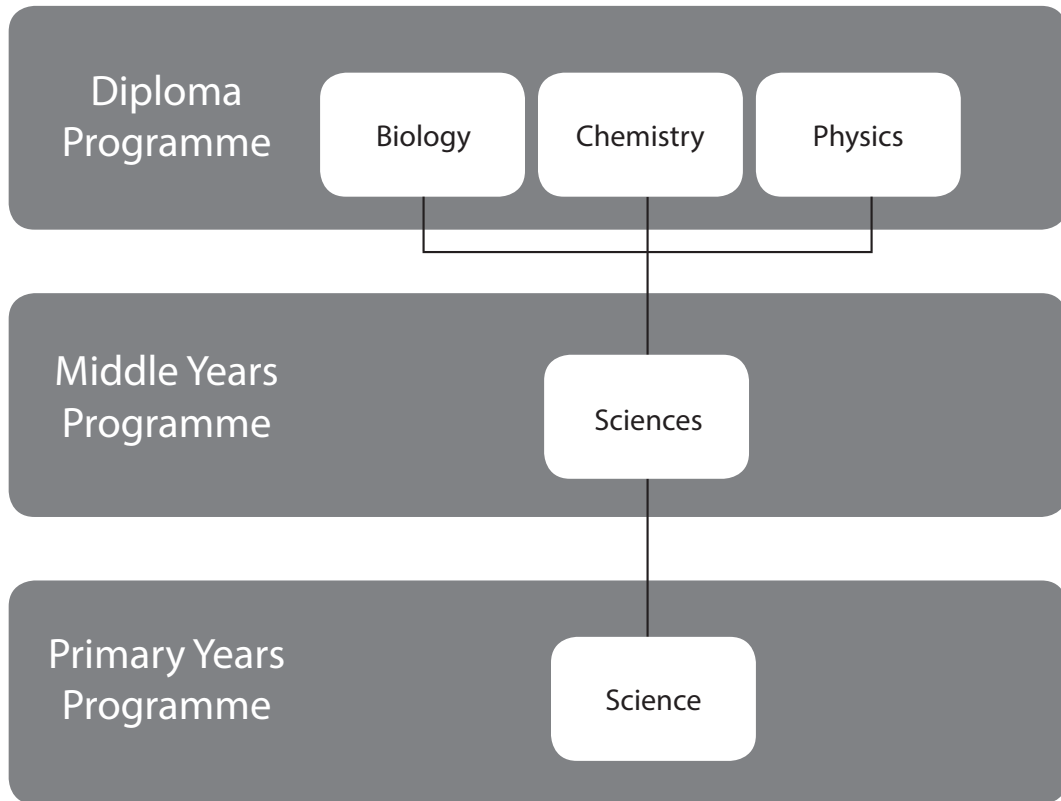 Diploma
Programme
Biology
Chemistry
Physics
Middle Years
Programme
Sciences
Primary Years
Programme
Science